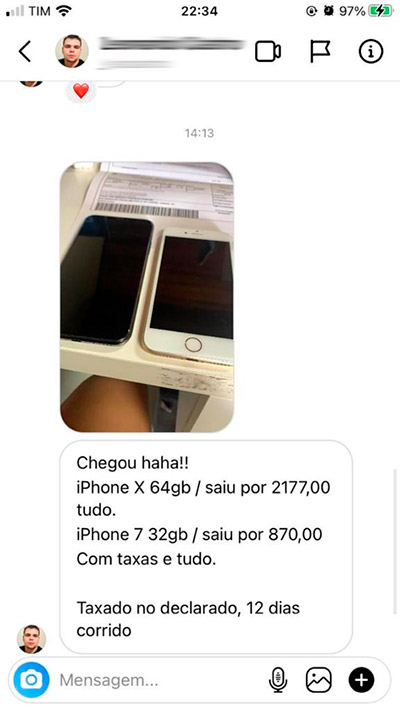 TIM
22:34
97%
14:13
Chegou haha!!
iPhone X 64gb / saiu por 2177,00
tudo.
iPhone 7 32gb / saiu por 870,00
Com taxas e tudo.
Taxado no declarado, 12 dias
corrido
Mensagem...